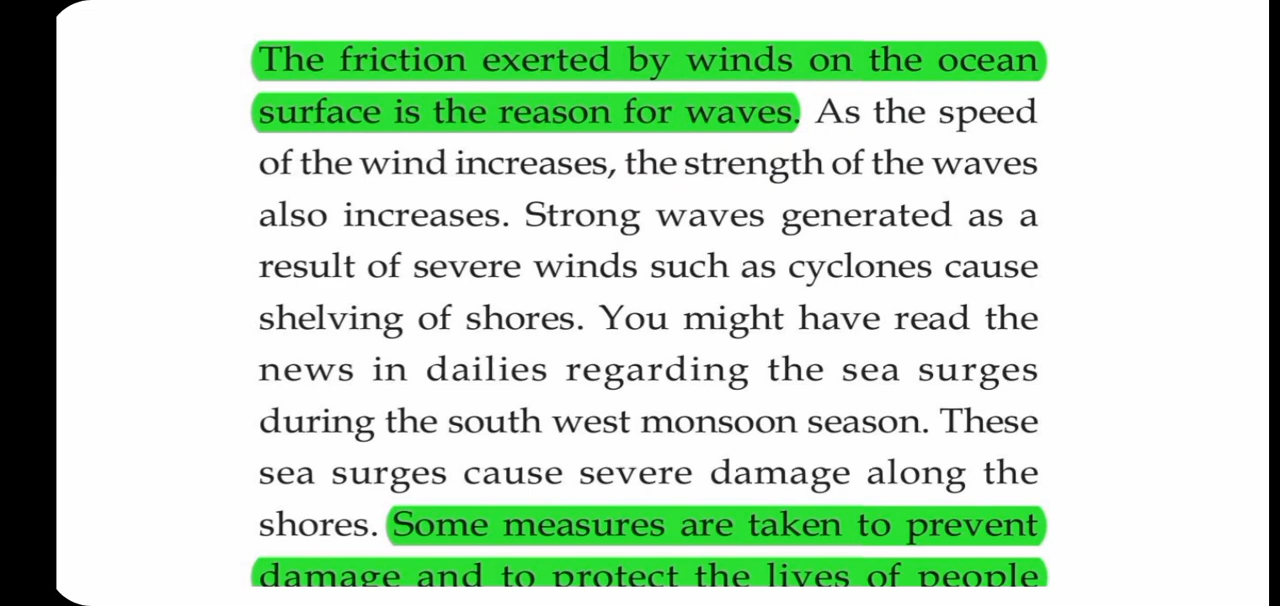 The friction exerted by winds on the ocean
surface is the reason for waves. As the speed
of the wind increases, the strength of the waves
also increases. Strong waves generated as a
result of severe winds such as cyclones cause
shelving of shores. You might have read the
news in dailies regarding the sea surges
during the south west monsoon season. These
sea surges cause severe damage along the
shores. Some measures are taken to prevent
damage and to protect the lives of people